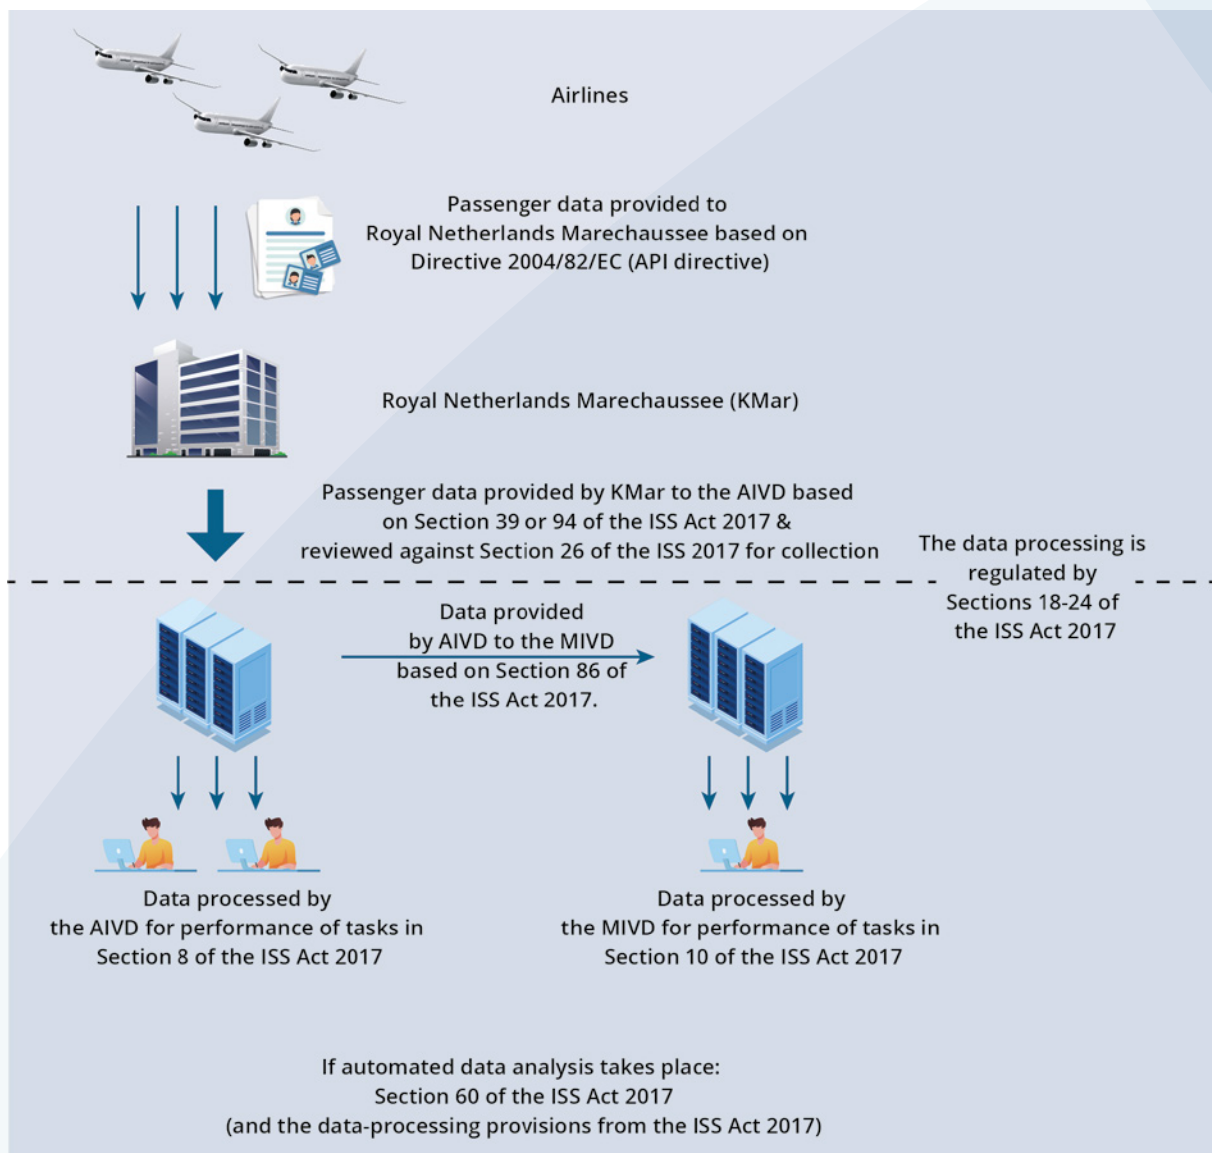 Airlines
Passenger data provided to
Royal Netherlands Marechaussee based on
Directive 2004/82/EC (API directive)
Royal Netherlands Marechaussee (KMar)
Passenger data provided by KMar to the AIVD based
on Section 39 or 94 of the ISS Act 2017 &
reviewed against Section 26 of the ISS 2017 for collection
The data processing is
regulated by
Sections 18-24 of
the ISS Act 2017
Data provided
by AIVD to the MIVD
based on Section 86 of
the ISS Act 2017.
Data processed by
the AIVD for performance of tasks in
Section 8 of the ISS Act 2017
Data processed by
the MIVD for performance of tasks in
Section 10 of the ISS Act 2017
If automated data analysis takes place:
Section 60 of the ISS Act 2017
(and the data-processing provisions from the ISS Act 2017)